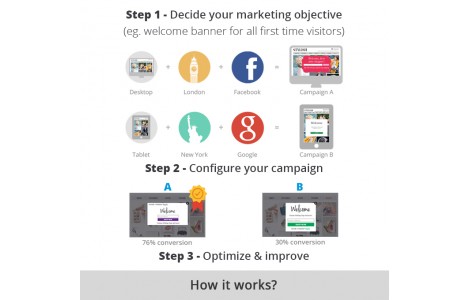 Step 1 - Decide your marketing objective
(eg. welcome banner for all first time visitors)
+ + =
Desktop London Facebook Campaign A
+ + =
Tablet New York Google Campaign B
Step 2 - Configure your campaign
A B
Welcome Welcome
76% conversion 30% conversion
Step 3 - Optimize & improve
How it works?